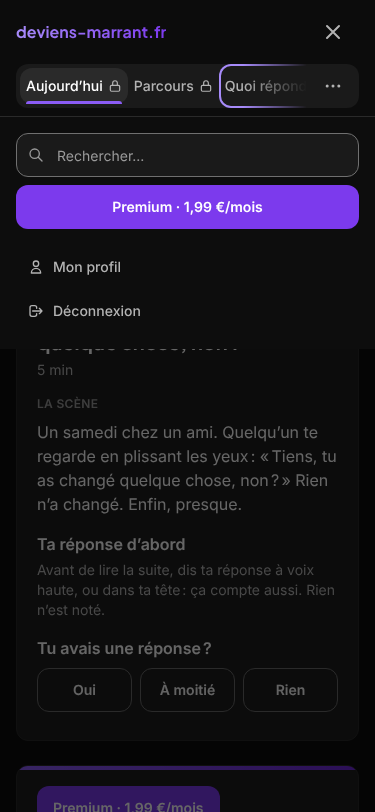 deviens-marrant.fr
Aujourd’hui
Parcours
Quoi répond
Rechercher...
Premium · 1,99 €/mois
Mon profil
Déconnexion
5 min
LA SCÈNE
Un samedi chez un ami. Quelqu’un te
regarde en plissant les yeux : « Tiens, tu
as changé quelque chose, non ? » Rien
n’a changé. Enfin, presque.
Ta réponse d’abord
Avant de lire la suite, dis ta réponse à voix
haute, ou dans ta tête : ça compte aussi. Rien
n’est noté.
Tu avais une réponse ?
Oui
À moitié
Rien
Premium · 1,99 €/mois